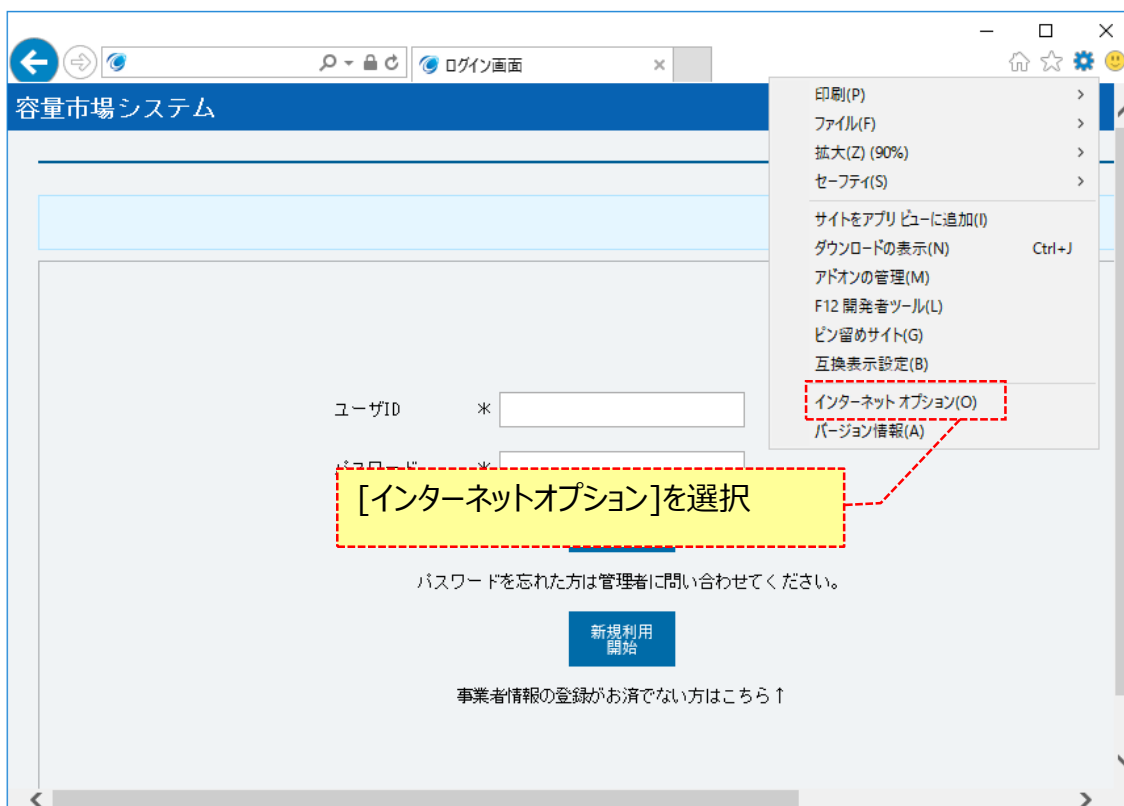 ログイン画面
容量市場システム
印刷(P)
ファイル(F)
拡大(Z) (90%)
セーフティ(S)
サイトをアプリ ビューに追加(I)
ダウンロードの表示(N) Ctrl+J
アドオンの管理(M)
F12 開発者ツール(L)
ピン留めサイト(G)
互換表示設定(B)
インターネット オプション(O)
バージョン情報(A)
ユーザID *
パスワード *
[インターネットオプション]を選択
パスワードを忘れた方は管理者に問い合わせてください。
新規利用
開始
事業者情報の登録がお済でない方はこちら↑